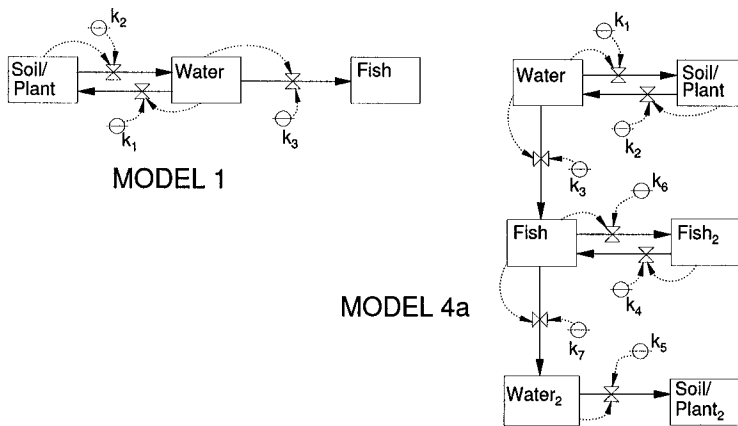 k₂
Soil/
Plant
Water
Fish
k₁
k₃
MODEL 1
k₁
Water
Soil/
Plant
k₂
k₃
k₆
Fish
Fish₂
k₄
MODEL 4a
k₇
k₅
Water₂
Soil/
Plant₂